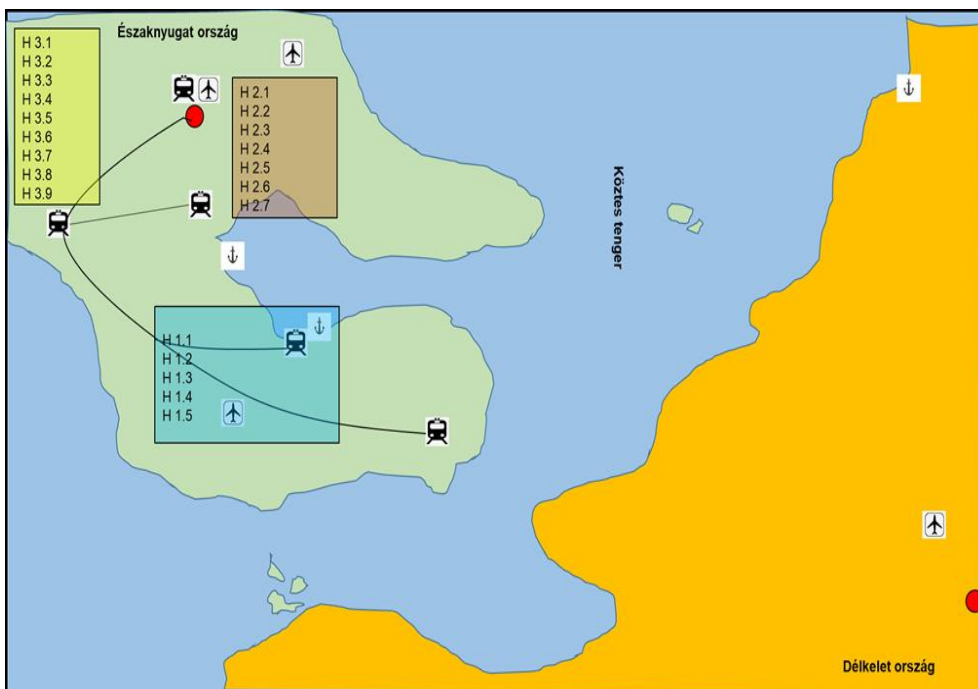 Északnyugat ország
H 3.1
H 3.2
H 3.3
H 3.4
H 3.5
H 3.6
H 3.7
H 3.8
H 3.9
H 2.1
H 2.2
H 2.3
H 2.4
H 2.5
H 2.6
H 2.7
Köztes tenger
H 1.1
H 1.2
H 1.3
H 1.4
H 1.5
Délkelet ország